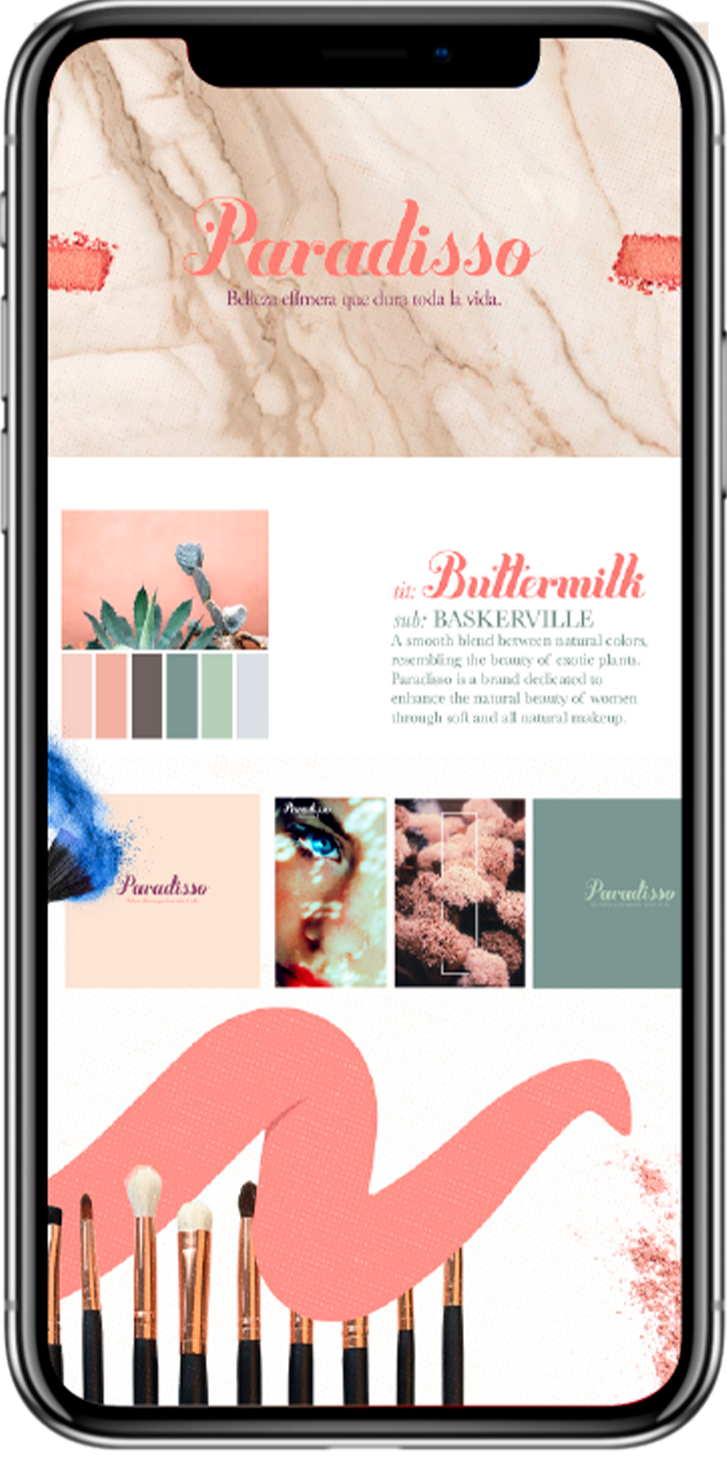 Paradisso
Belleza efímera que dura toda la vida.
tit: Buttermilk
sub: BASKERVILLE
A smooth blend between natural colors,
resembling the beauty of exotic plants.
Paradisso is a brand dedicated to
enhance the natural beauty of women
through soft and all natural makeup.
Paradisso
Paradisso
Paradisso